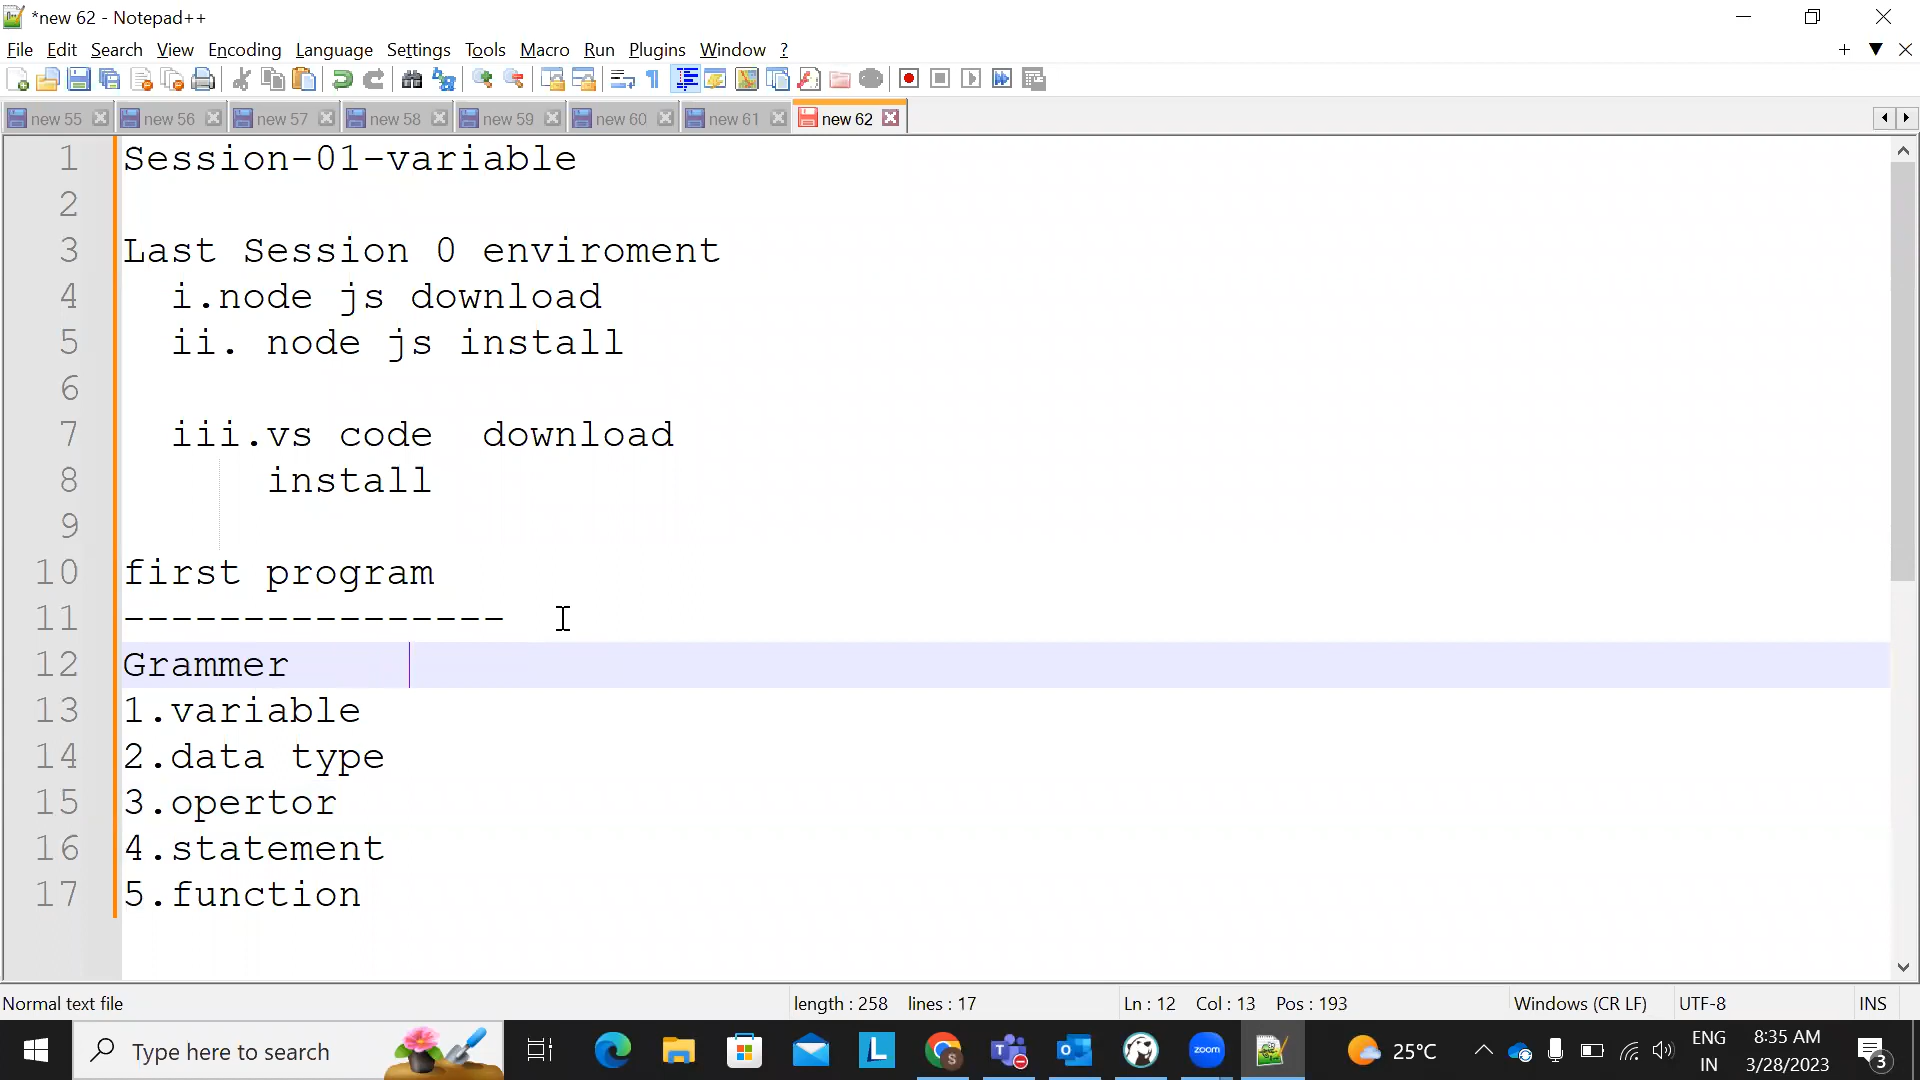 *new 62 - Notepad++
File Edit Search View Encoding Language Settings Tools Macro Run Plugins Window ?
new 55 new 56 new 57 new 58 new 59 new 60 new 61 new 62
1 Session-01-variable
2
3 Last Session 0 enviroment
4 i.node js download
5 ii. node js install
6
7 iii.vs code download
8 install
9
10 first program
11 ----------------
12 Grammer
13 1.variable
14 2.data type
15 3.opertor
16 4.statement
17 5.function
Normal text file length : 258 lines : 17 Ln : 12 Col : 13 Pos : 193 Windows (CR LF) UTF-8 INS
Type here to search L zoom 25°C ENG IN 8:35 AM 3/28/2023 3